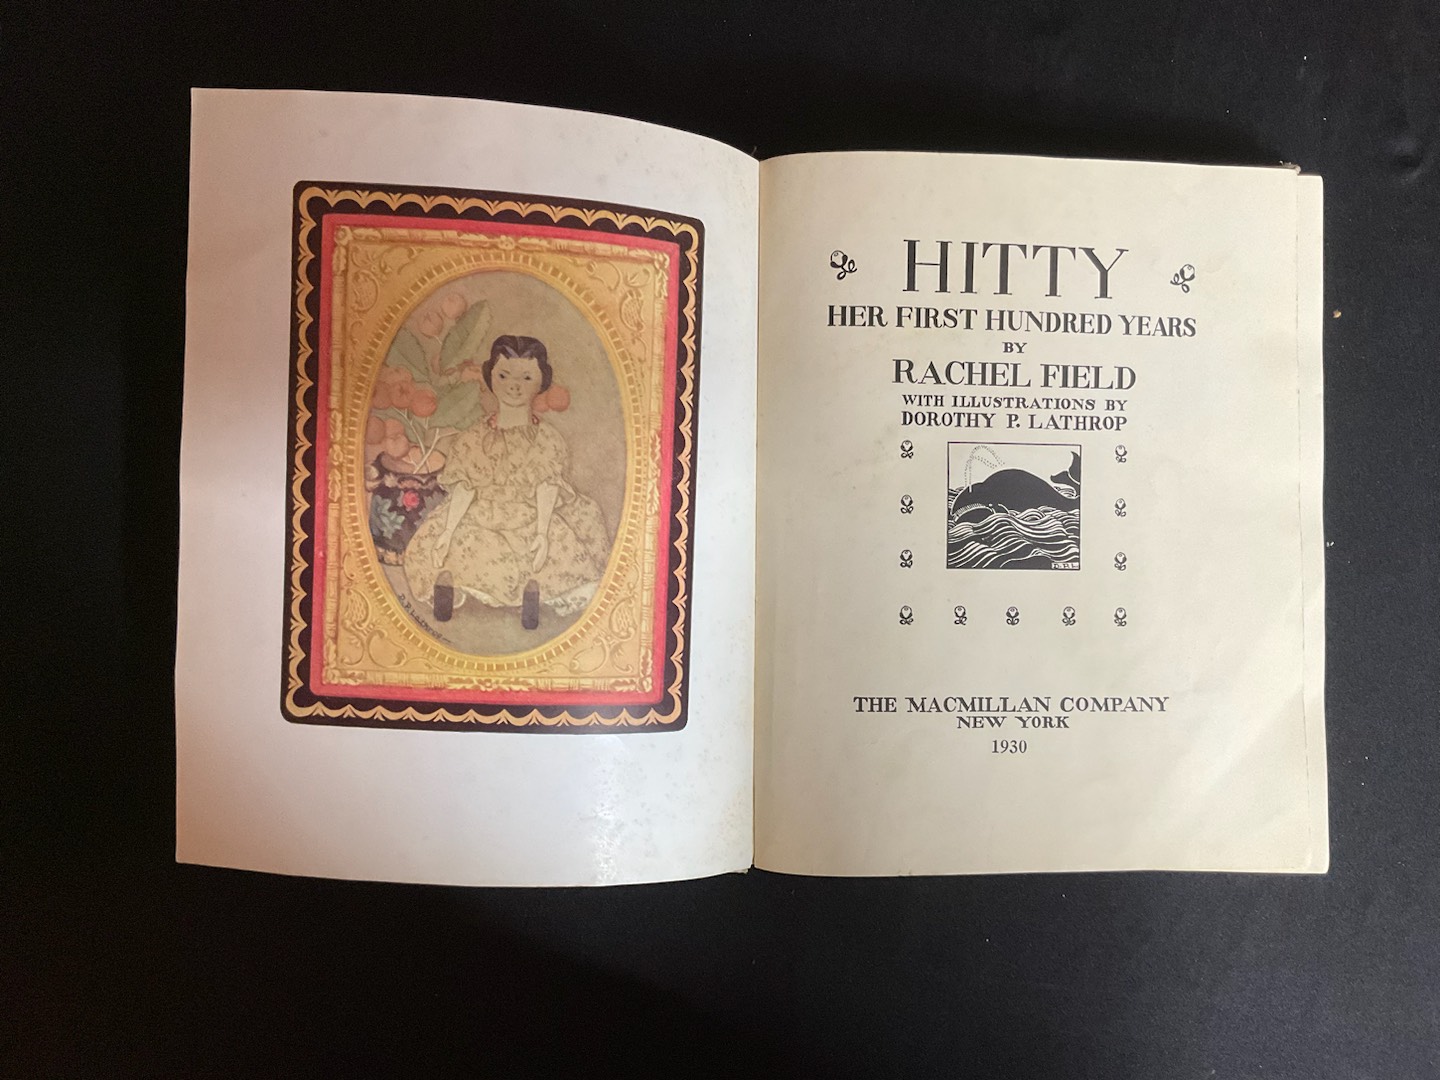 D.P. Lathrop
HITTY
HER FIRST HUNDRED YEARS
BY
RACHEL FIELD
WITH ILLUSTRATIONS BY
DOROTHY P. LATHROP
D.P.L.
THE MACMILLAN COMPANY
NEW YORK
1930